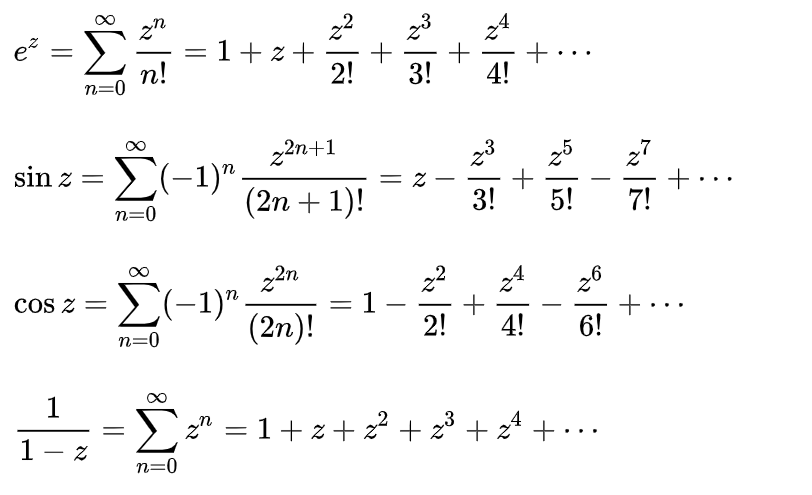 e^z = \sum_{n=0}^{\infty} \frac{z^n}{n!} = 1 + z + \frac{z^2}{2!} + \frac{z^3}{3!} + \frac{z^4}{4!} + \cdots
\sin z = \sum_{n=0}^{\infty} (-1)^n \frac{z^{2n+1}}{(2n+1)!} = z - \frac{z^3}{3!} + \frac{z^5}{5!} - \frac{z^7}{7!} + \cdots
\cos z = \sum_{n=0}^{\infty} (-1)^n \frac{z^{2n}}{(2n)!} = 1 - \frac{z^2}{2!} + \frac{z^4}{4!} - \frac{z^6}{6!} + \cdots
\frac{1}{1-z} = \sum_{n=0}^{\infty} z^n = 1 + z + z^2 + z^3 + z^4 + \cdots